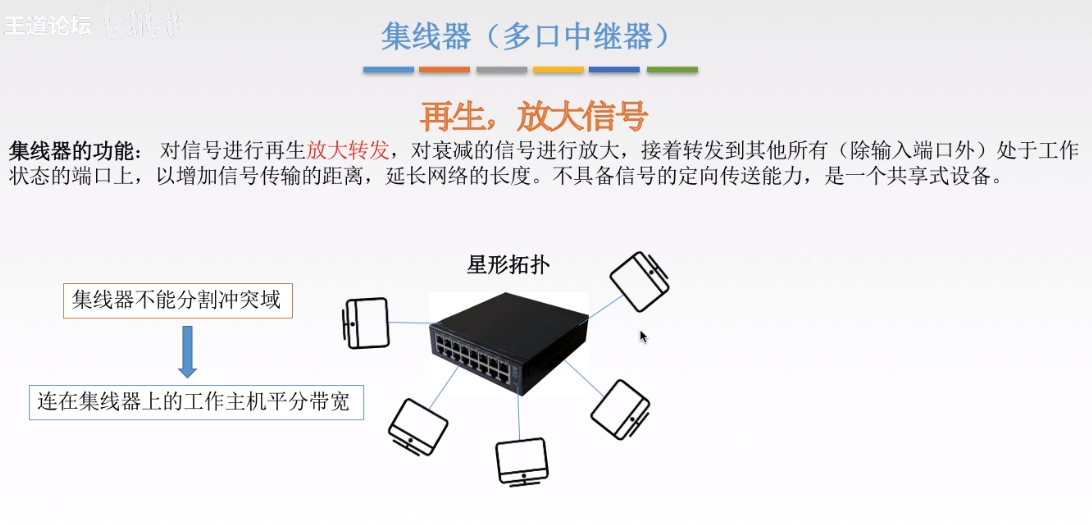 王道论坛
集线器（多口中继器）
再生，放大信号
集线器的功能： 对信号进行再生放大转发，对衰减的信号进行放大，接着转发到其他所有（除输入端口外）处于工作
状态的端口上，以增加信号传输的距离，延长网络的长度。不具备信号的定向传送能力，是一个共享式设备。
星形拓扑
集线器不能分割冲突域
连在集线器上的工作主机平分带宽